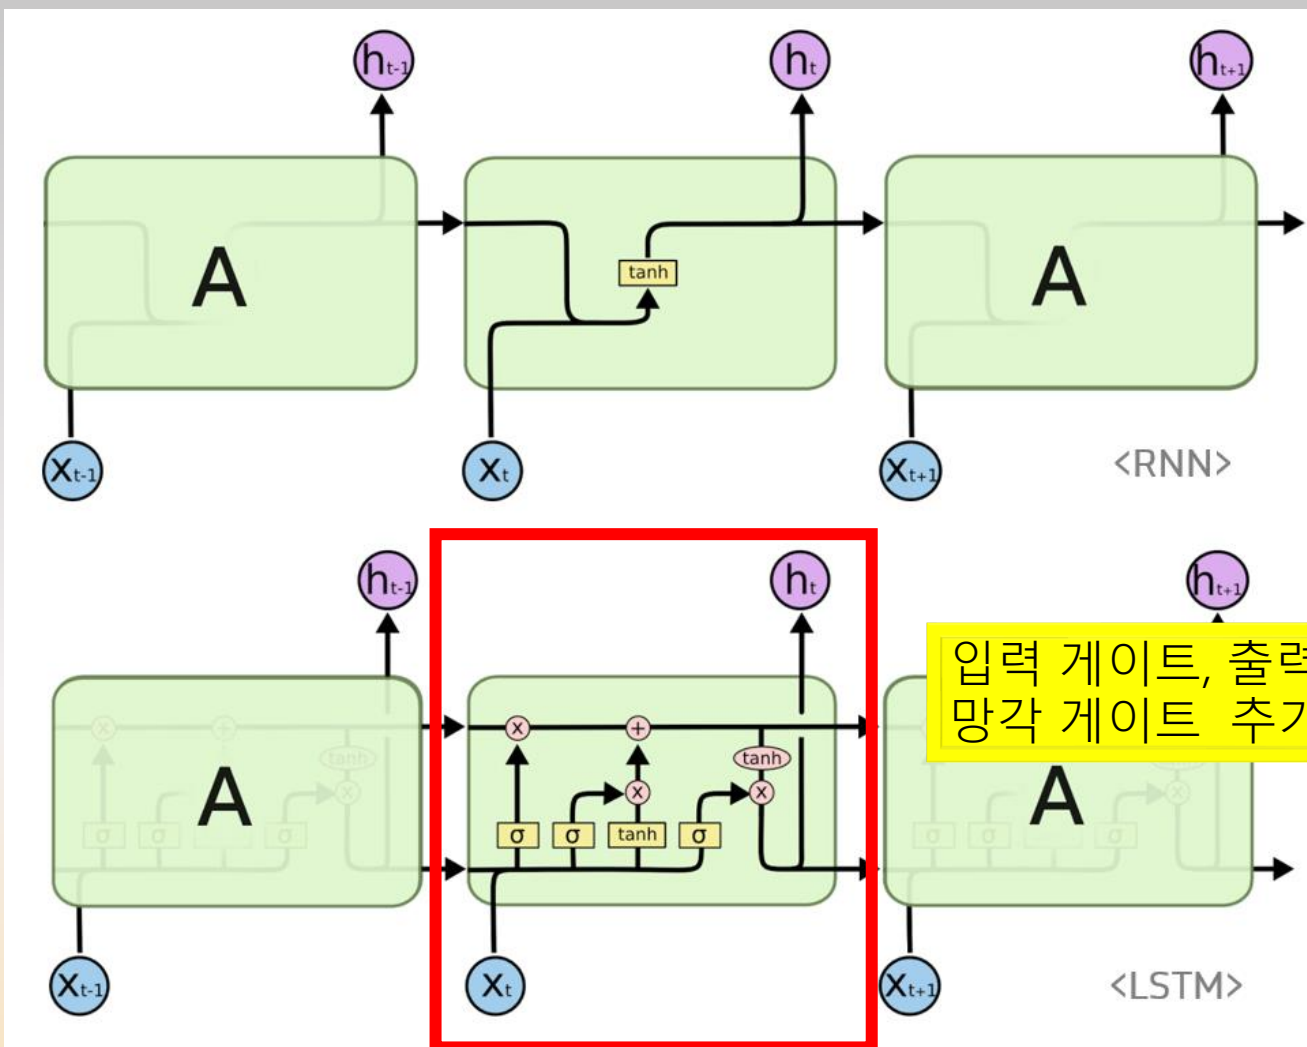 h t-1
h t
h t+1
A
tanh
A
X t-1
X t
X t+1
<RNN>
h t-1
h t
h t+1
입력 게이트, 출력
망각 게이트 추가
x
+
tanh
x
+
tanh
A
x
x
x
A
x
σ
σ
σ
σ
σ
tanh
σ
σ
σ
σ
X t-1
X t
X t+1
<LSTM>